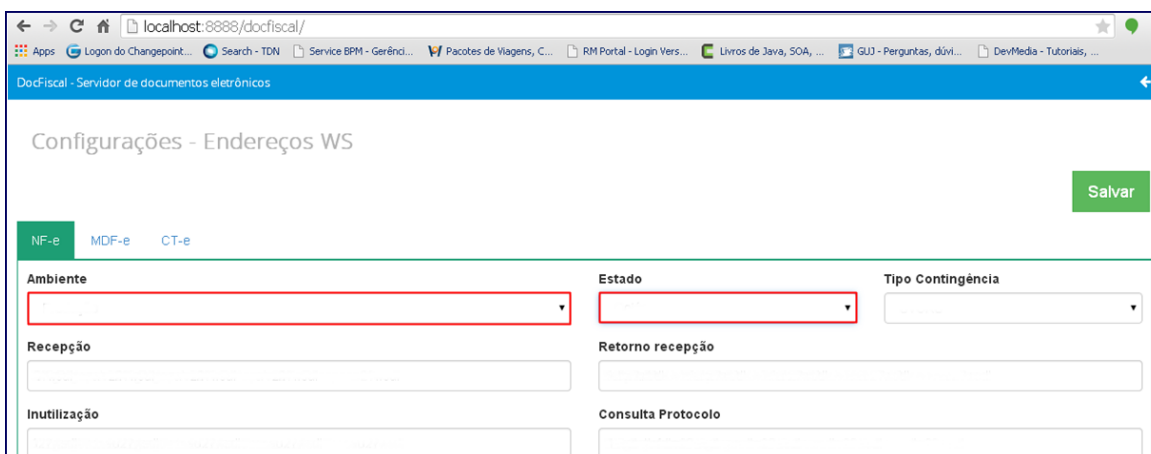 localhost:8888/docfiscal/
Apps Logon do Changepoint... Search - TDN Service BPM - Gerênci... Pacotes de Viagens, C... RM Portal - Login Vers... Livros de Java, SOA, ... GUJ - Perguntas, dúvi... DevMedia - Tutoriais, ...
DocFiscal - Servidor de documentos eletrônicos
Configurações - Endereços WS
Salvar
NF-e MDF-e CT-e
Ambiente Estado Tipo Contingência
Recepção Retorno recepção
Inutilização Consulta Protocolo